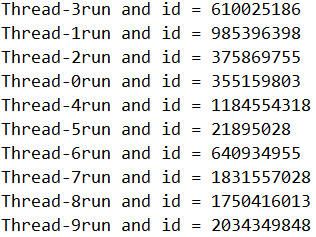 Thread-3run and id = 610025186
Thread-1run and id = 985396398
Thread-2run and id = 375869755
Thread-0run and id = 355159803
Thread-4run and id = 1184554318
Thread-5run and id = 21895028
Thread-6run and id = 640934955
Thread-7run and id = 1831557028
Thread-8run and id = 1750416013
Thread-9run and id = 2034349848